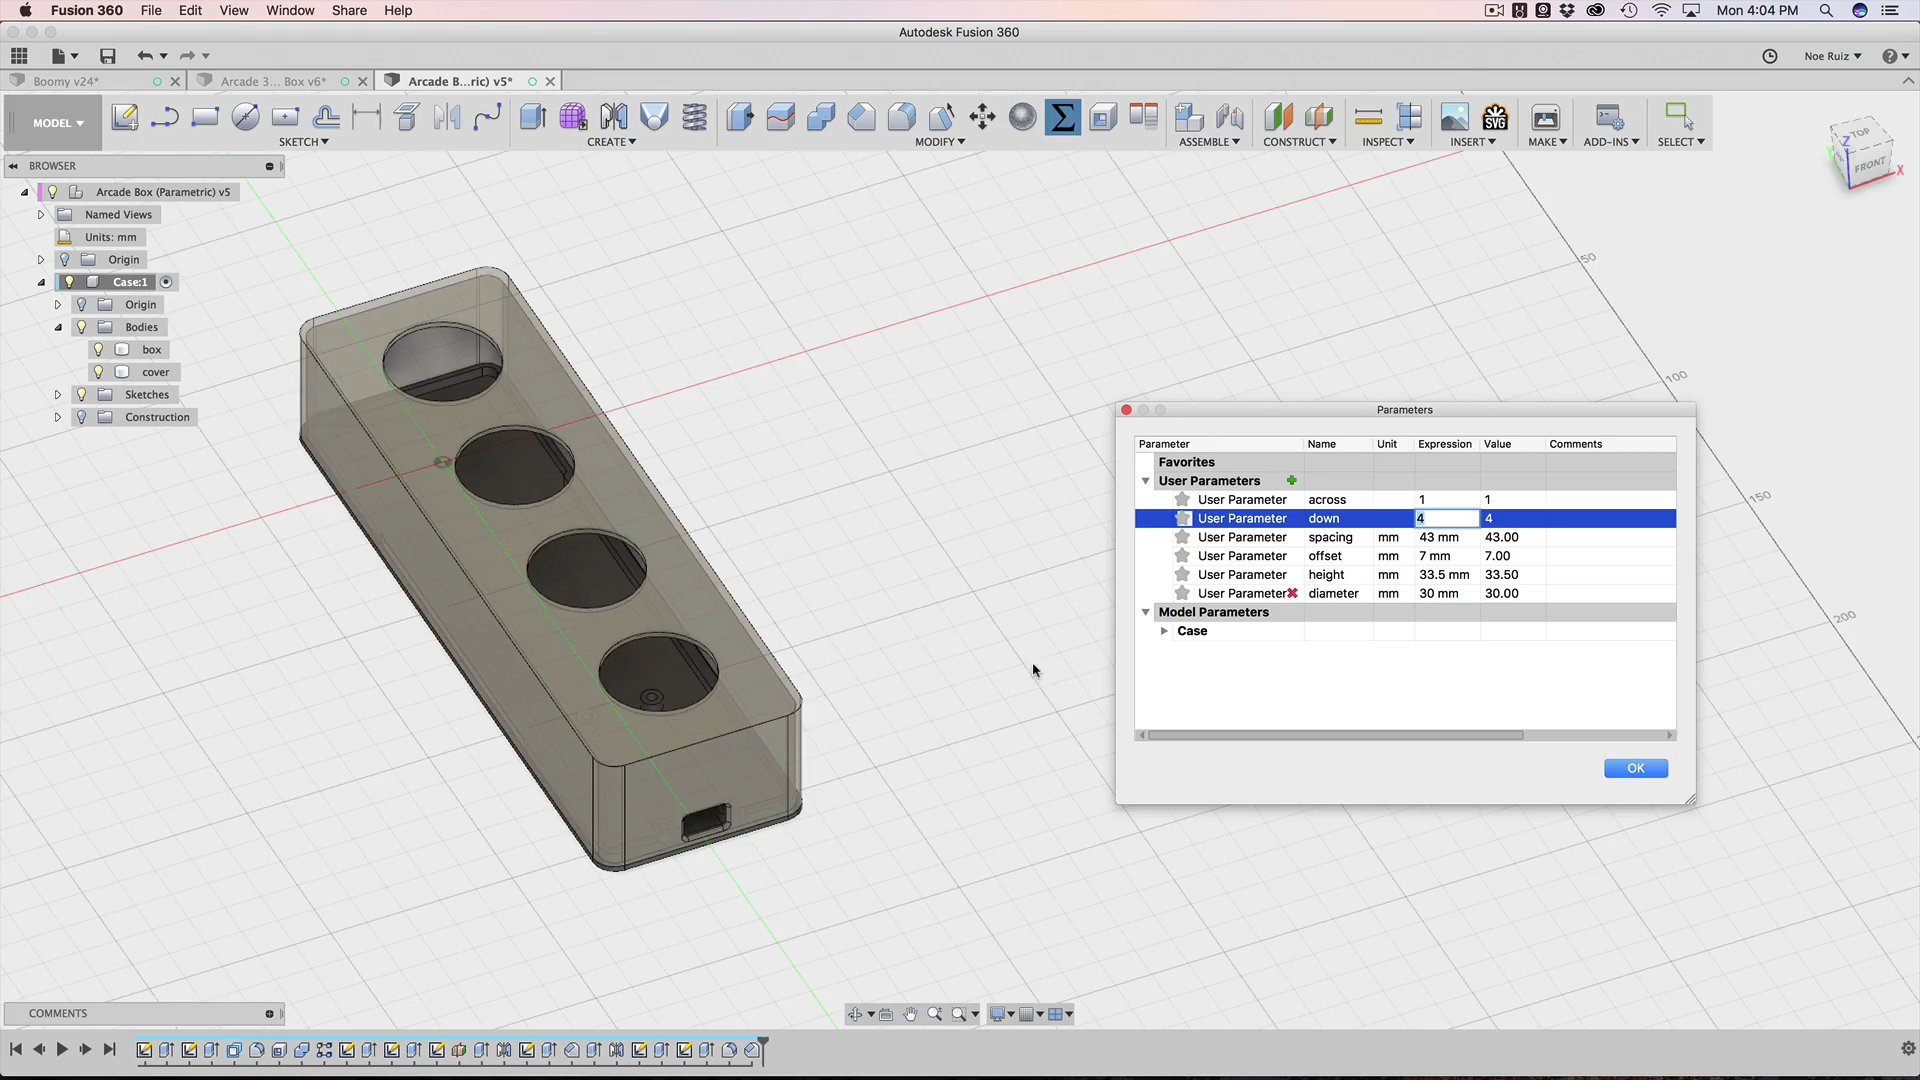 Fusion 360 File Edit View Window Share Help Mon 4:04 PM
Autodesk Fusion 360
Noe Ruiz
Boomy v24* Arcade 3... Box v6* Arcade B...ric) v5*
MODEL SKETCH CREATE MODIFY ASSEMBLE CONSTRUCT INSPECT INSERT MAKE ADD-INS SELECT
SVG
BROWSER
Arcade Box (Parametric) v5
Named Views
Units: mm
Origin
Case:1
Origin
Bodies
box
cover
Sketches
Construction
TOP
FRONT
Z
X
50
100
150
200
Parameters
Parameter Name Unit Expression Value Comments
Favorites
User Parameters
User Parameter across 1 1
User Parameter down 4 4
User Parameter spacing mm 43 mm 43.00
User Parameter offset mm 7 mm 7.00
User Parameter height mm 33.5 mm 33.50
User Parameter diameter mm 30 mm 30.00
Model Parameters
Case
OK
COMMENTS